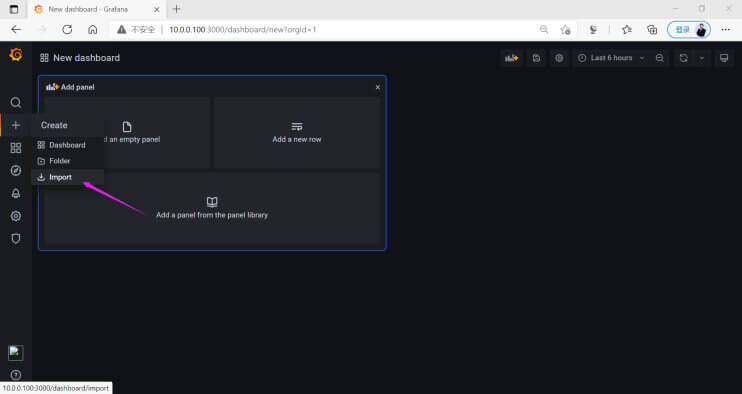 New dashboard - Grafana
不安全 10.0.0.100:3000/dashboard/new?orgId=1
登录
New dashboard
Last 6 hours
Add panel
Create
Dashboard
Folder
Import
d an empty panel
Add a new row
Add a panel from the panel library
10.0.0.100:3000/dashboard/import